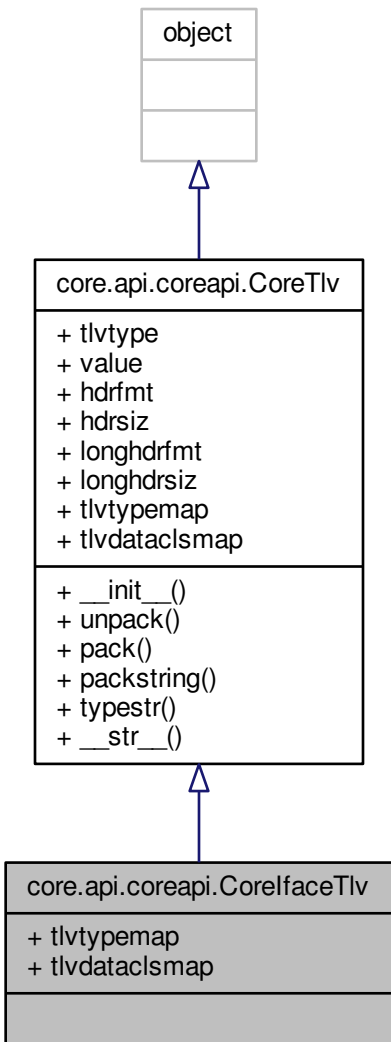 object
core.api.coreapi.CoreTlv
+ tlvtype
+ value
+ hdrfmt
+ hdrsiz
+ longhdrfmt
+ longhdrsiz
+ tlvtypemap
+ tlvdataclsmap
+ __init__()
+ unpack()
+ pack()
+ packstring()
+ typestr()
+ __str__()
core.api.coreapi.CoreIfaceTlv
+ tlvtypemap
+ tlvdataclsmap